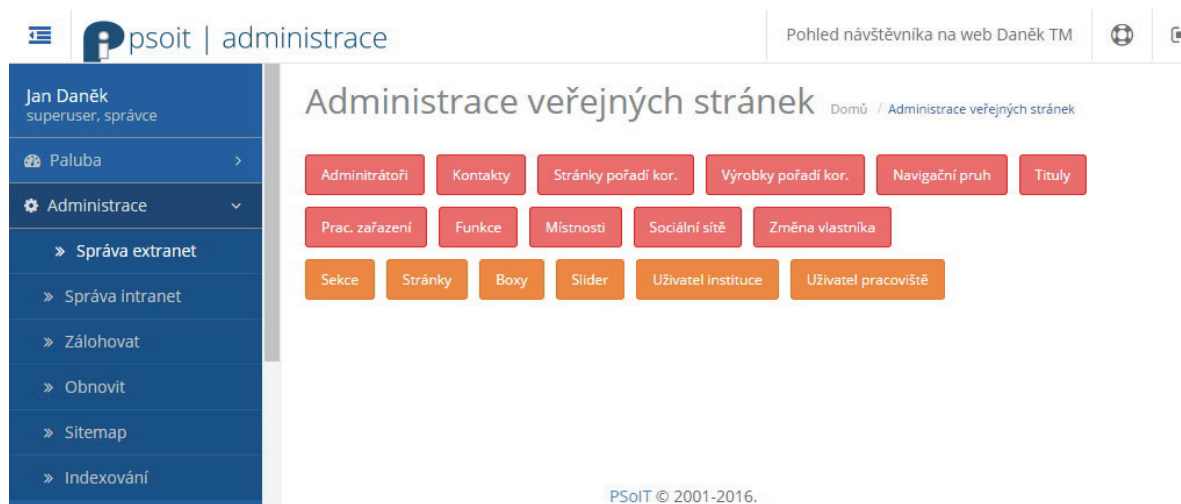 psoit | administrace
Pohled návštěvníka na web Daněk TM
Jan Daněk
superuser, správce
Paluba
Administrace
Správa extranet
Správa intranet
Zálohovat
Obnovit
Sitemap
Indexování
Administrace veřejných stránek
Domů / Administrace veřejných stránek
Adminitrátoři Kontakty Stránky pořadí kor. Výrobky pořadí kor. Navigační pruh Tituly
Prac. zařazení Funkce Místnosti Sociální sítě Změna vlastníka
Sekce Stránky Boxy Slider Uživatel instituce Uživatel pracoviště
PSoIT © 2001-2016.